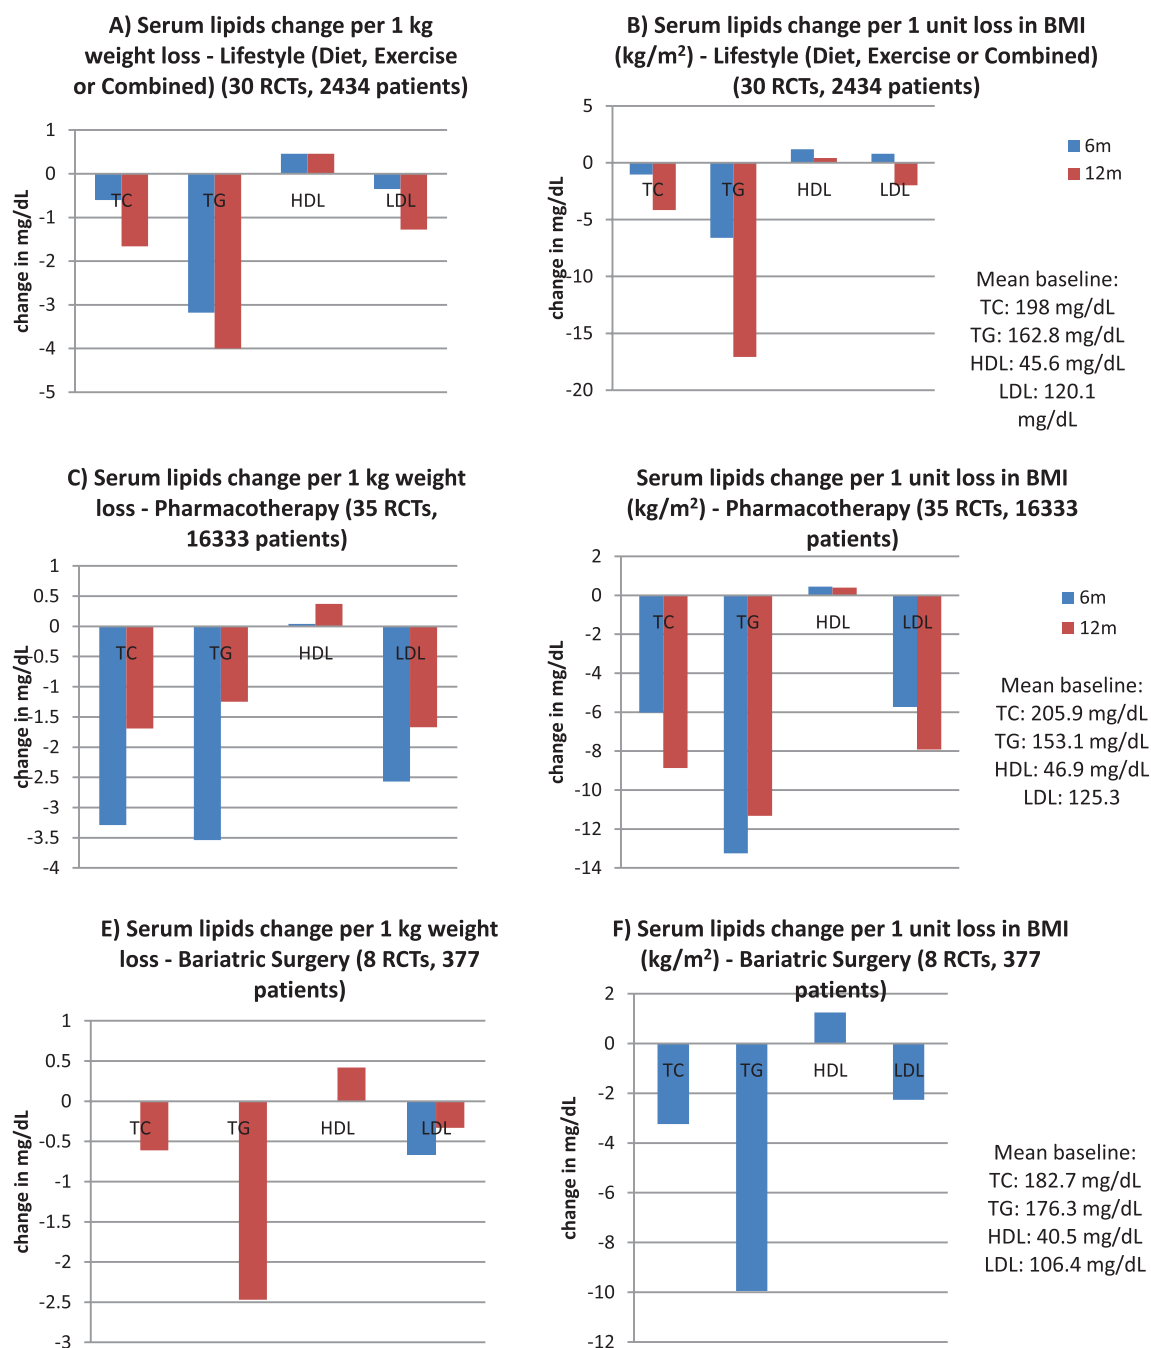 A) Serum lipids change per 1 kg
weight loss - Lifestyle (Diet, Exercise
or Combined) (30 RCTs, 2434 patients)
1
0
-1
-2
-3
-4
-5
change in mg/dL
TC
TG
HDL
LDL
B) Serum lipids change per 1 unit loss in BMI
(kg/m²) - Lifestyle (Diet, Exercise or Combined)
(30 RCTs, 2434 patients)
5
0
-5
-10
-15
-20
change in mg/dL
TC
TG
HDL
LDL
6m
12m
Mean baseline:
TC: 198 mg/dL
TG: 162.8 mg/dL
HDL: 45.6 mg/dL
LDL: 120.1
mg/dL
C) Serum lipids change per 1 kg weight
loss - Pharmacotherapy (35 RCTs,
16333 patients)
1
0.5
0
-0.5
-1
-1.5
-2
-2.5
-3
-3.5
-4
change in mg/dL
TC
TG
HDL
LDL
Serum lipids change per 1 unit loss in BMI
(kg/m²) - Pharmacotherapy (35 RCTs, 16333
patients)
2
0
-2
-4
-6
-8
-10
-12
-14
change in mg/dL
TC
TG
HDL
LDL
6m
12m
Mean baseline:
TC: 205.9 mg/dL
TG: 153.1 mg/dL
HDL: 46.9 mg/dL
LDL: 125.3
E) Serum lipids change per 1 kg weight
loss - Bariatric Surgery (8 RCTs, 377
patients)
1
0.5
0
-0.5
-1
-1.5
-2
-2.5
-3
change in mg/dL
TC
TG
HDL
LDL
F) Serum lipids change per 1 unit loss in BMI
(kg/m²) - Bariatric Surgery (8 RCTs, 377
patients)
2
0
-2
-4
-6
-8
-10
-12
change in mg/dL
TC
TG
HDL
LDL
Mean baseline:
TC: 182.7 mg/dL
TG: 176.3 mg/dL
HDL: 40.5 mg/dL
LDL: 106.4 mg/dL